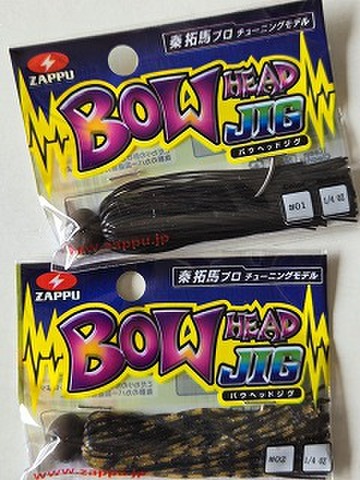 ZAPPU
秦拓馬プロ チューニングモデル
BOW HEAD
JIG
バウヘッドジグ
#01
1/4 OZ
www.zappu.jp
ZAPPU
秦拓馬プロ チューニングモデル
BOW HEAD
JIG
バウヘッドジグ
#02
1/4 OZ
www.zappu.jp